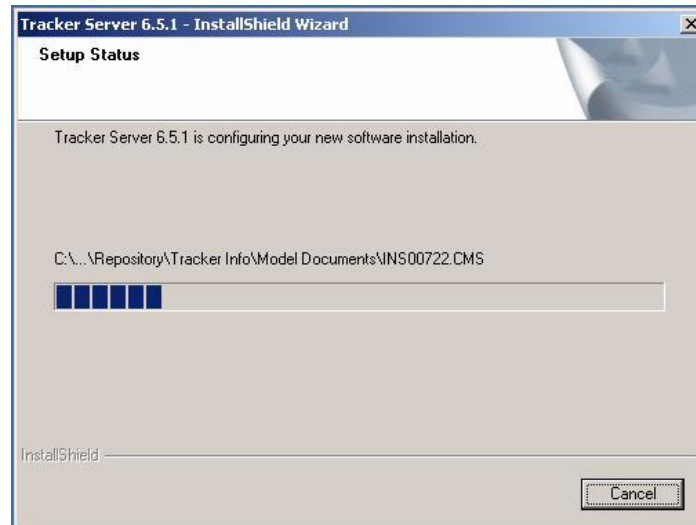 Tracker Server 6.5.1 - InstallShield Wizard
Setup Status
Tracker Server 6.5.1 is configuring your new software installation.
C:\...\Repository\Tracker Info\Model Documents\INS00722.CMS
InstallShield
Cancel